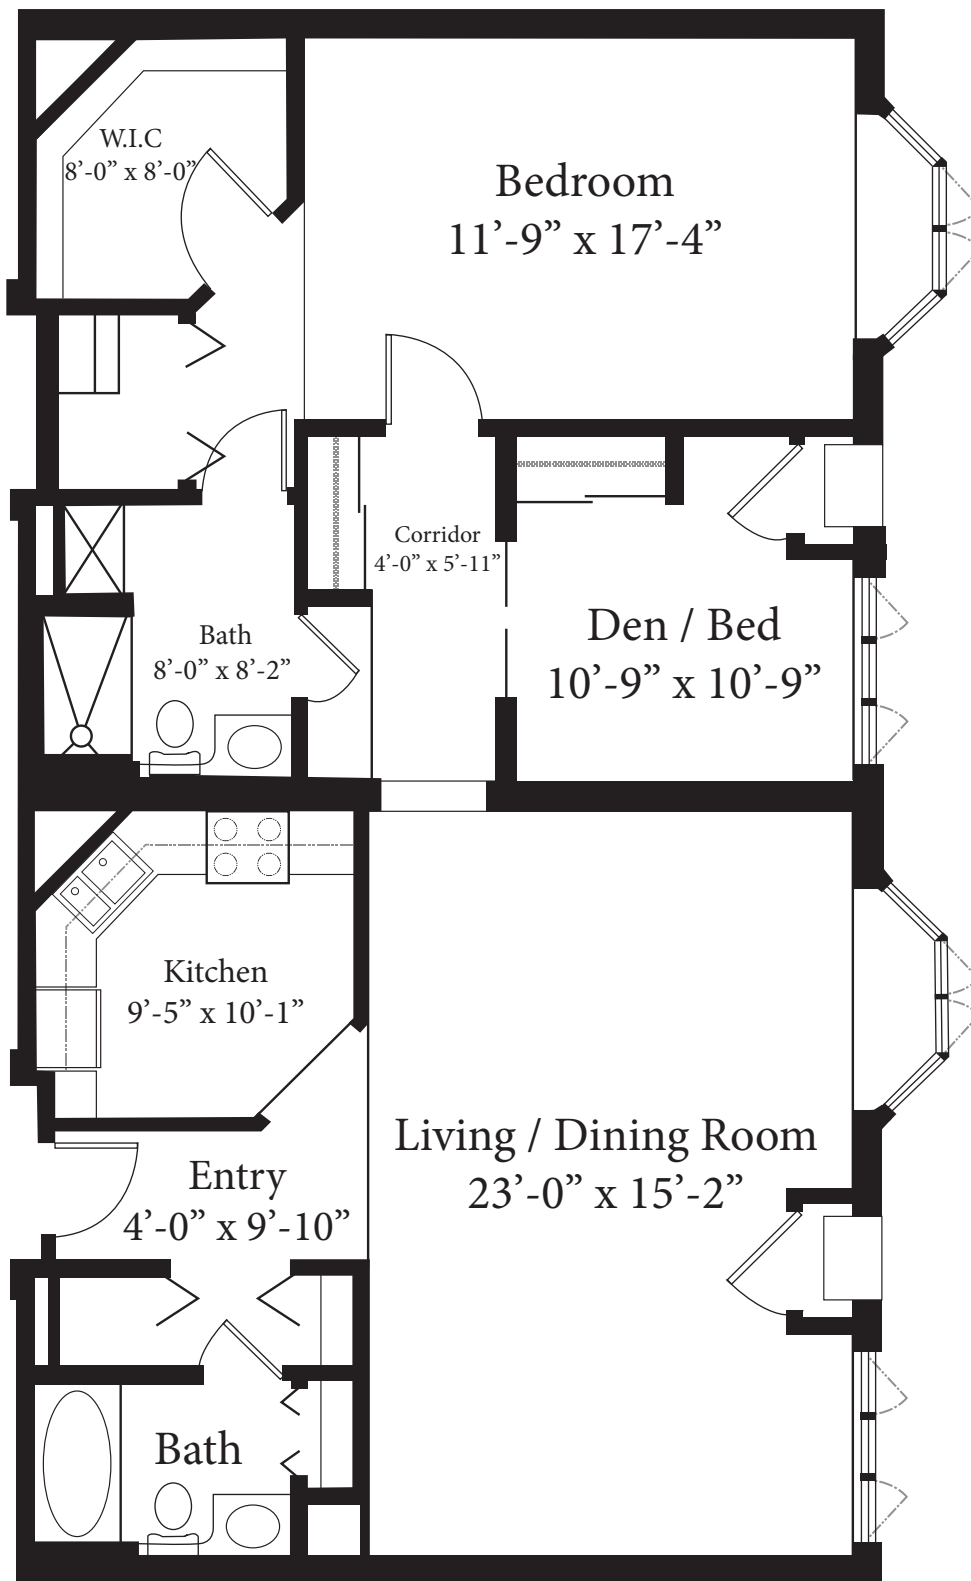 W.I.C
8’-0” x 8’-0”
Bedroom
11’-9” x 17’-4”
Corridor
4’-0” x 5’-11”
Den / Bed
10’-9” x 10’-9”
Bath
8’-0” x 8’-2”
Kitchen
9’-5” x 10’-1”
Living / Dining Room
23’-0” x 15’-2”
Entry
4’-0” x 9’-10”
Bath